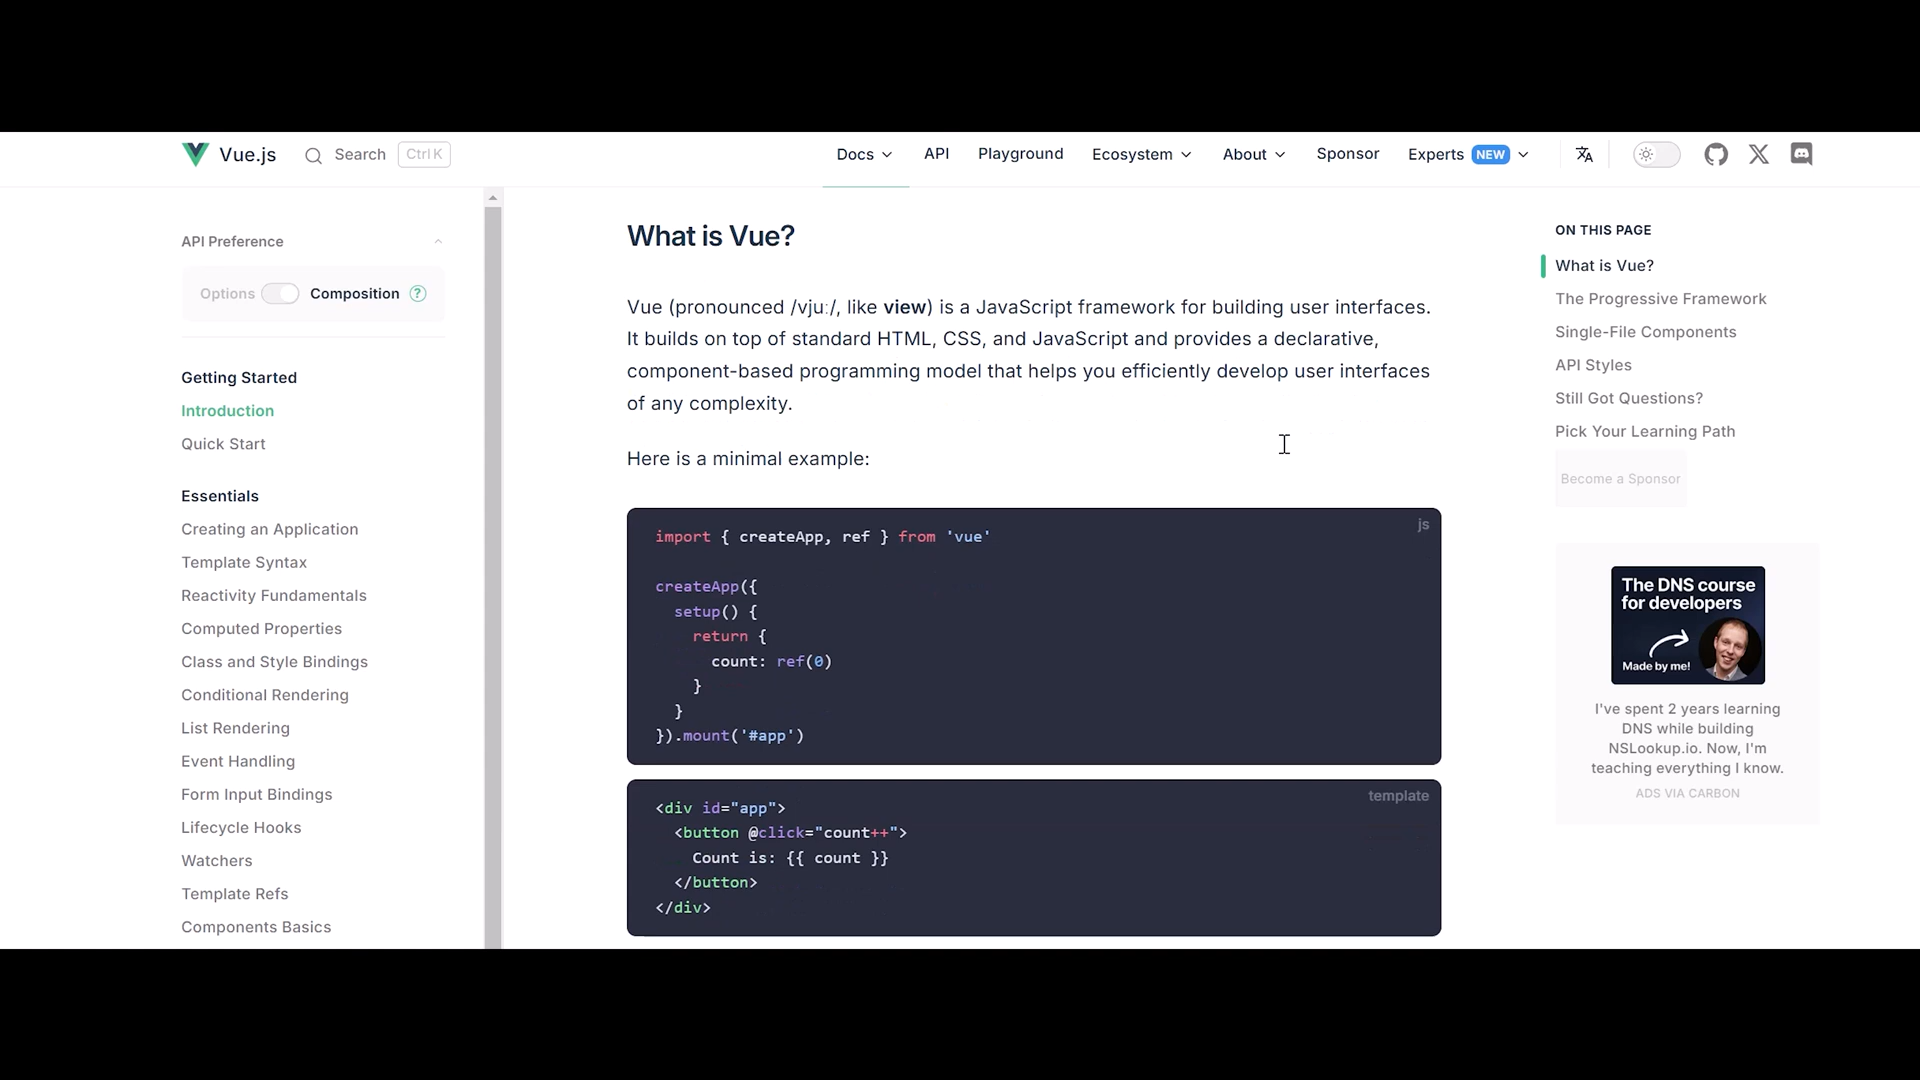 Vue.js Search Ctrl K Docs API Playground Ecosystem About Sponsor Experts NEW
API Preference
Options Composition ?
Getting Started
Introduction
Quick Start
Essentials
Creating an Application
Template Syntax
Reactivity Fundamentals
Computed Properties
Class and Style Bindings
Conditional Rendering
List Rendering
Event Handling
Form Input Bindings
Lifecycle Hooks
Watchers
Template Refs
Components Basics
What is Vue?
Vue (pronounced /vjuː/, like view) is a JavaScript framework for building user interfaces.
It builds on top of standard HTML, CSS, and JavaScript and provides a declarative,
component-based programming model that helps you efficiently develop user interfaces
of any complexity.
Here is a minimal example:
js
import { createApp, ref } from 'vue'
createApp({
  setup() {
    return {
      count: ref(0)
    }
  }
}).mount('#app')
template
<div id="app">
  <button @click="count++">
    Count is: {{ count }}
  </button>
</div>
ON THIS PAGE
What is Vue?
The Progressive Framework
Single-File Components
API Styles
Still Got Questions?
Pick Your Learning Path
Become a Sponsor
The DNS course
for developers
Made by me!
I've spent 2 years learning
DNS while building
NSLookup.io. Now, I'm
teaching everything I know.
ADS VIA CARBON